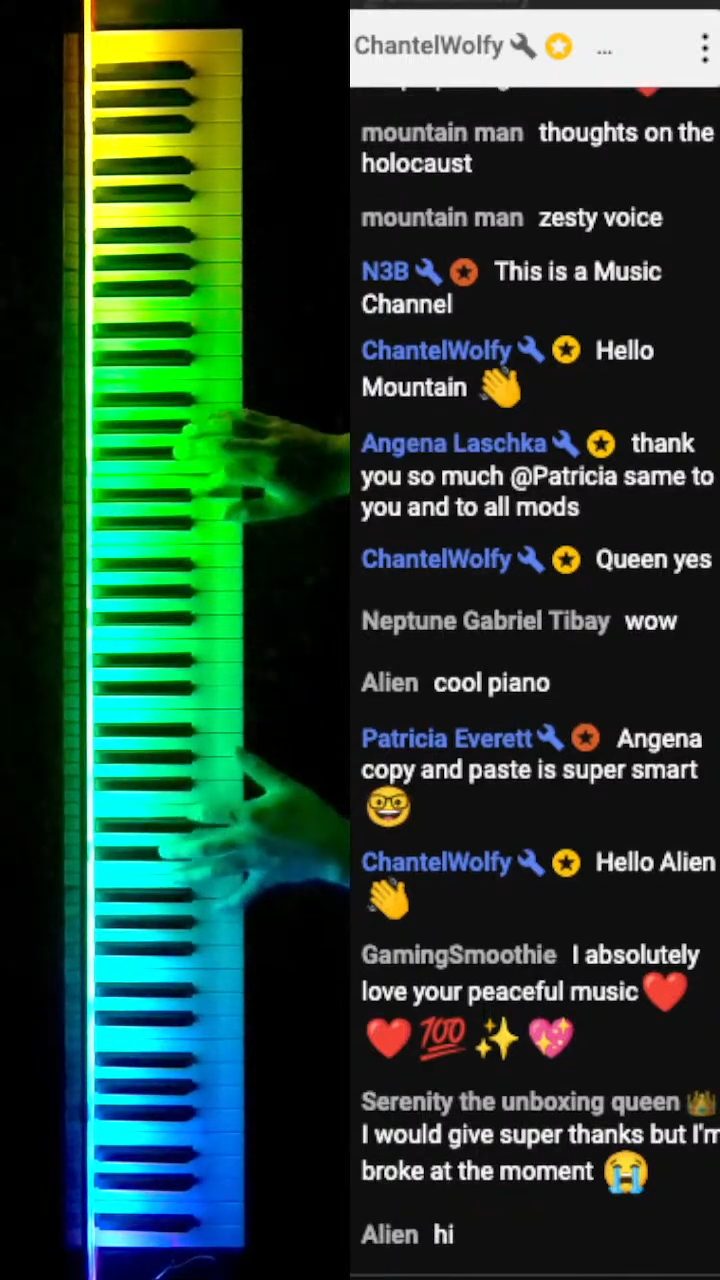 ChantelWolfy ...
mountain man thoughts on the
holocaust
mountain man zesty voice
N3B This is a Music
Channel
ChantelWolfy Hello
Mountain 👋
Angena Laschka thank
you so much @Patricia same to
you and to all mods
ChantelWolfy Queen yes
Neptune Gabriel Tibay wow
Alien cool piano
Patricia Everett Angena
copy and paste is super smart
🤓
ChantelWolfy Hello Alien
👋
GamingSmoothie I absolutely
love your peaceful music ❤️
❤️ 💯 ✨ 💖
Serenity the unboxing queen 👑
I would give super thanks but I'm
broke at the moment 😭
Alien hi